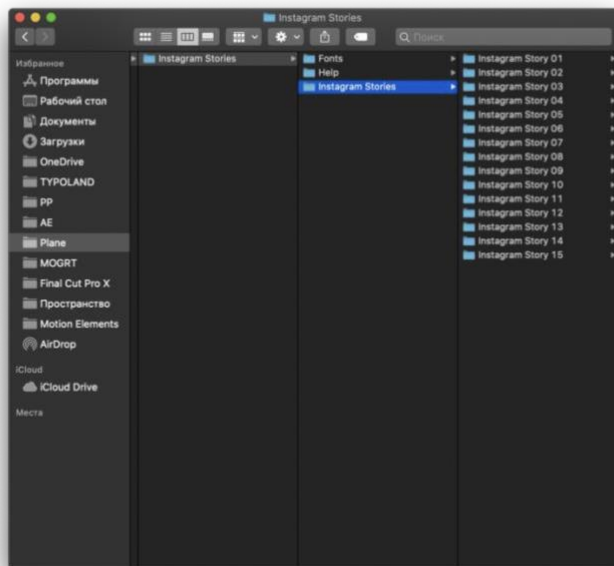 Instagram Stories
Поиск
Избранное
Программы
Рабочий стол
Документы
Загрузки
OneDrive
TYPOLAND
PP
AE
Plane
MOGRT
Final Cut Pro X
Пространство
Motion Elements
AirDrop
iCloud
iCloud Drive
Места
Instagram Stories
Fonts
Help
Instagram Stories
Instagram Story 01
Instagram Story 02
Instagram Story 03
Instagram Story 04
Instagram Story 05
Instagram Story 06
Instagram Story 07
Instagram Story 08
Instagram Story 09
Instagram Story 10
Instagram Story 11
Instagram Story 12
Instagram Story 13
Instagram Story 14
Instagram Story 15